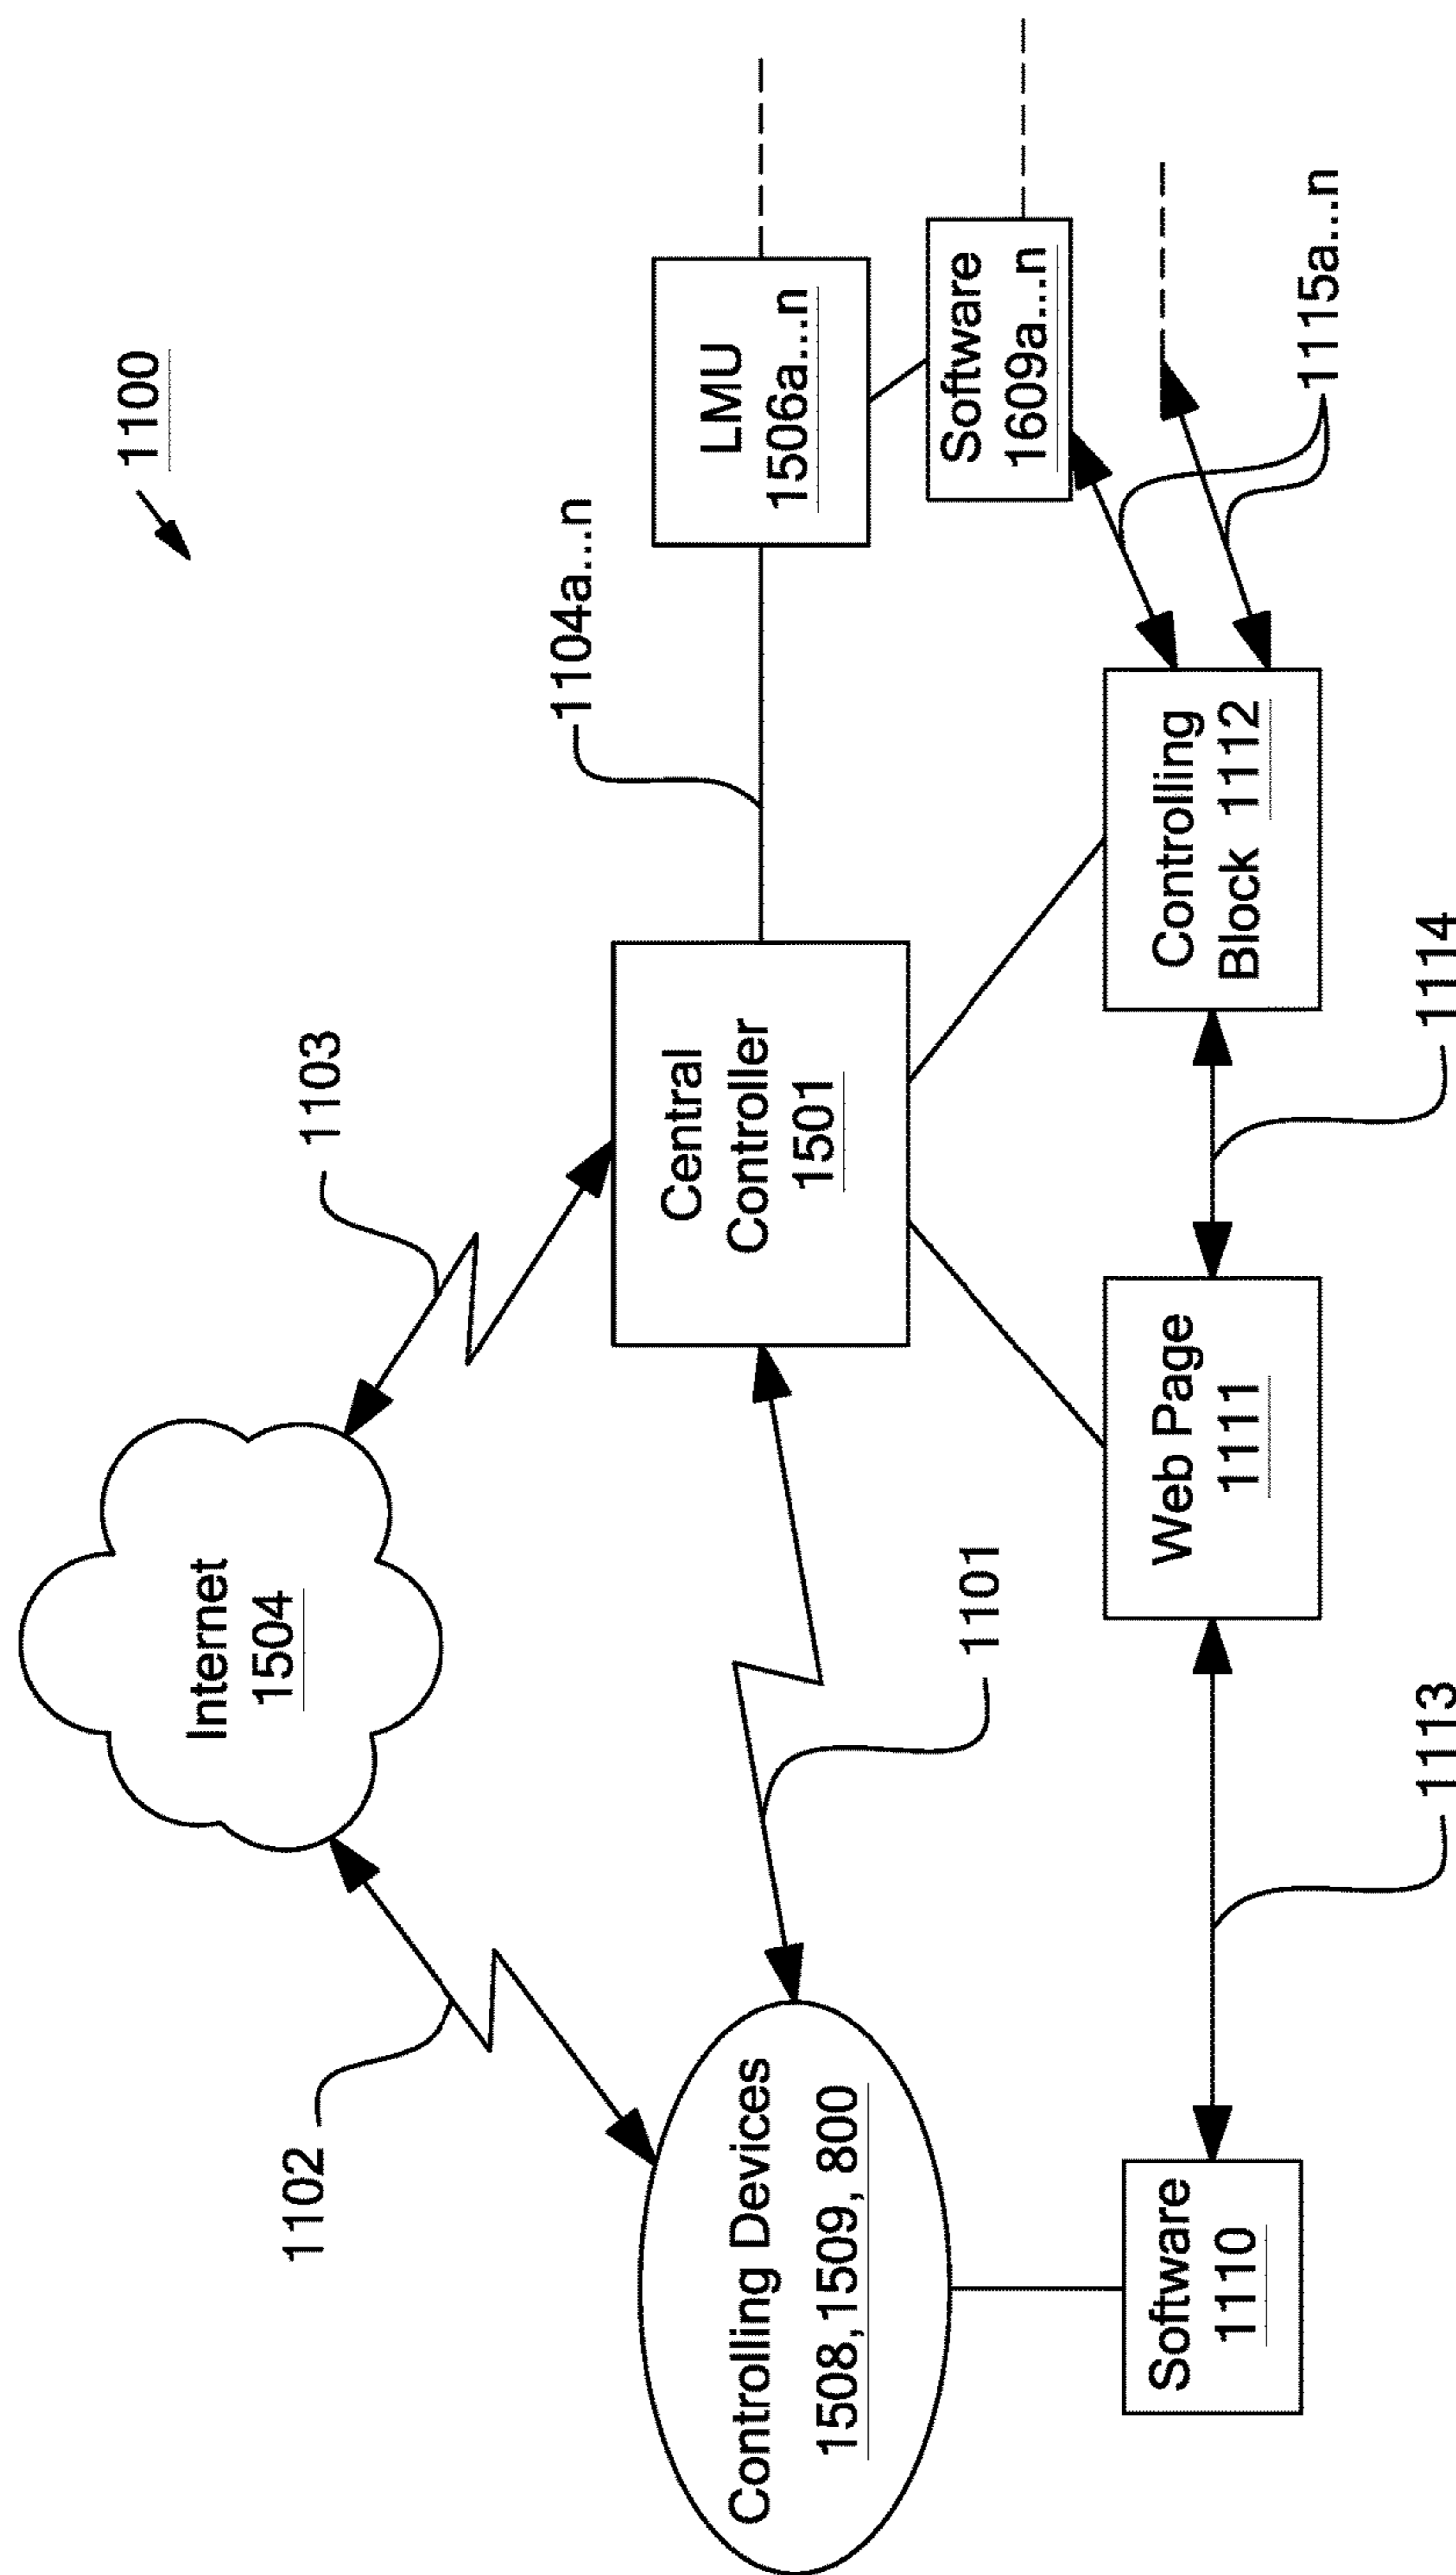 1100
Internet
1504
1102
1103
1104a...n
LMU
1506a...n
Central
Controller
1501
Controlling Devices
1508,1509, 800
1101
Software
1609a...n
Software
1110
Web Page
1111
Controlling
Block 1112
1115a...n
1113
1114